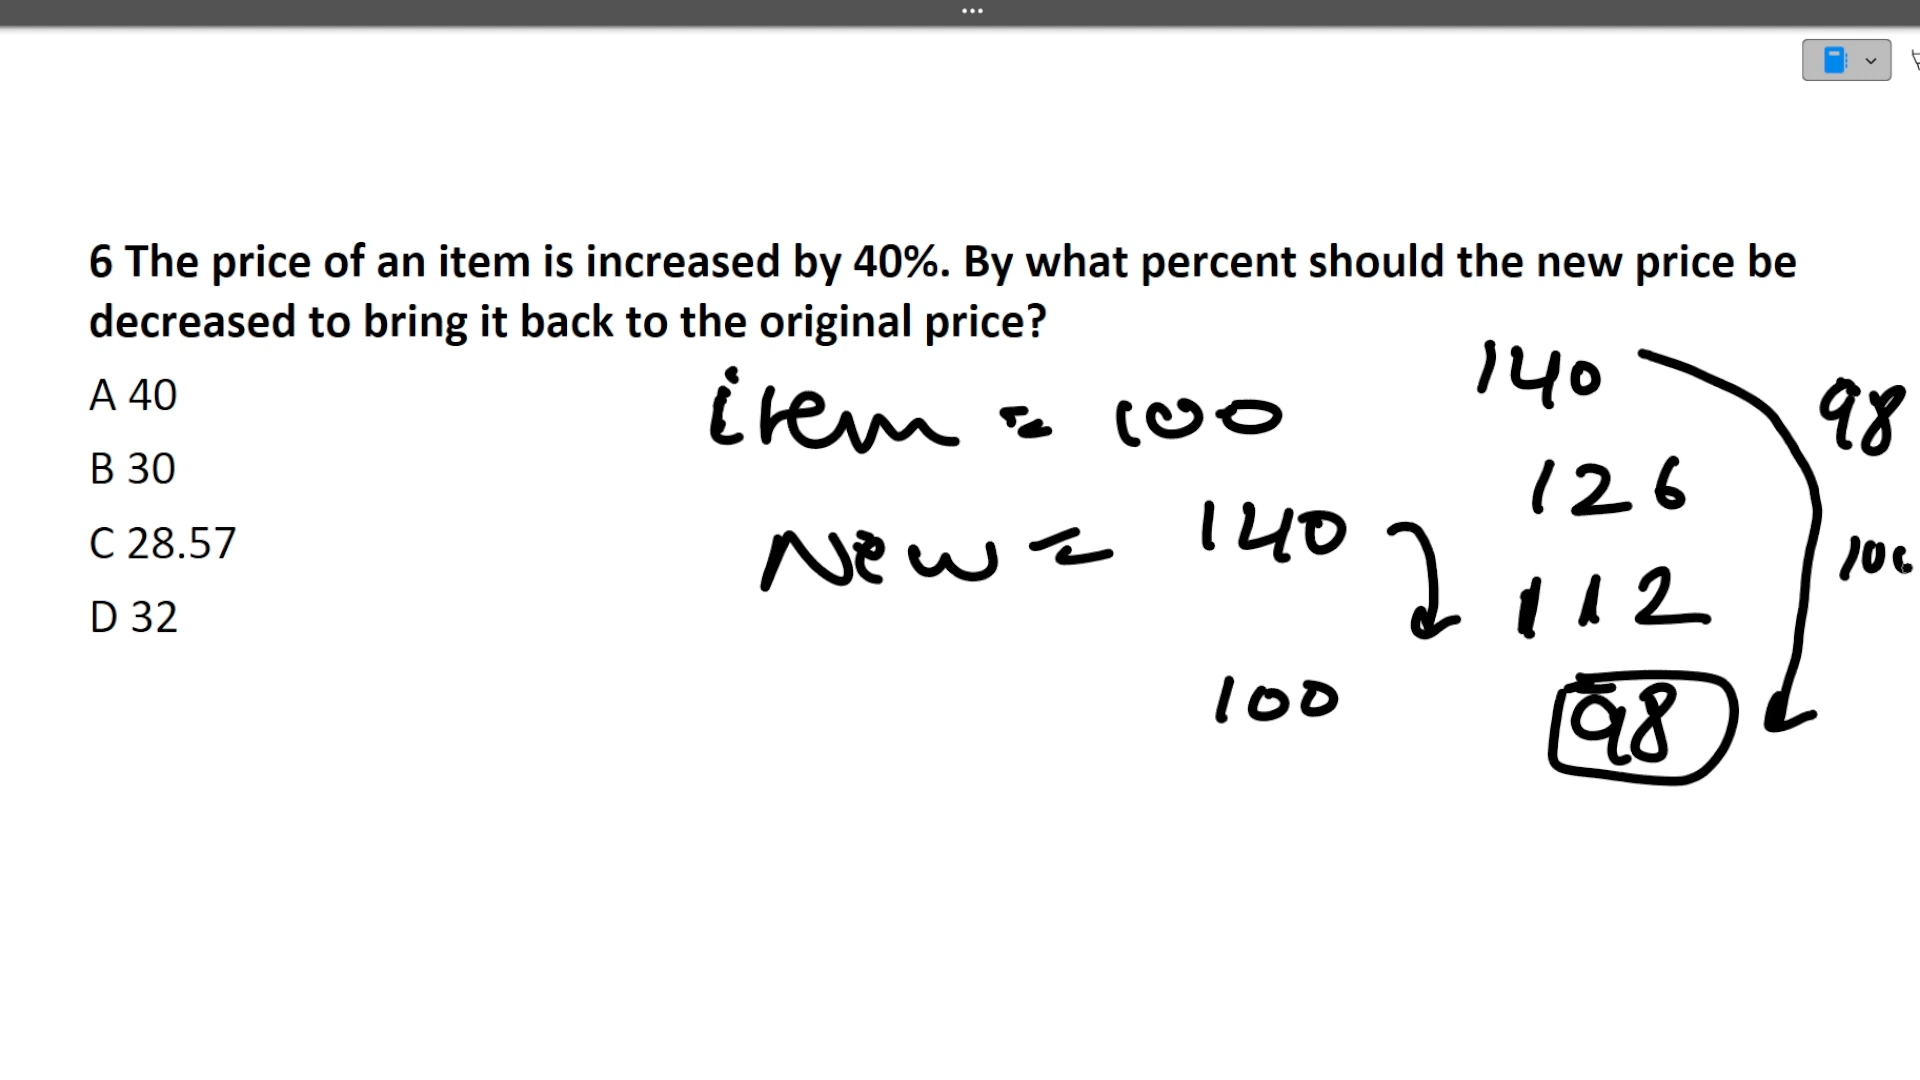 6 The price of an item is increased by 40%. By what percent should the new price be
decreased to bring it back to the original price?
A 40
B 30
C 28.57
D 32
item = 100
New = 140
100
140
126
112
98
98